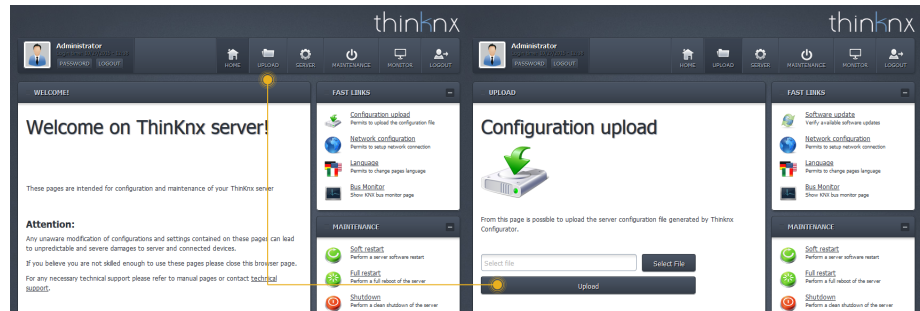 thinknx
Administrator
PASSWORD LOGOUT
HOME UPLOAD SERVER MAINTENANCE MONITOR LOGOUT
WELCOME!
Welcome on ThinKnx server!
These pages are intended for configuration and maintenance of your ThinKnx server
Attention:
Any unaware modification of configurations and settings contained on these pages can lead
to unpredictable and severe damages to server and connected devices.
If you believe you are not skilled enough to use these pages please close this browser page.
For any necessary technical support please refer to manual pages or contact technical
support.
FAST LINKS
Configuration upload
Permits to upload the configuration file
Network configuration
Permits to setup network connection
Language
Permits to change pages language
Bus Monitor
Show KNX bus monitor page
MAINTENANCE
Soft restart
Perform a server software restart
Full restart
Perform a full reboot of the server
Shutdown
Perform a clean shutdown of the server
thinknx
Administrator
PASSWORD LOGOUT
HOME UPLOAD SERVER MAINTENANCE MONITOR LOGOUT
UPLOAD
Configuration upload
From this page is possible to upload the server configuration file generated by Thinknx
Configurator.
Select file
Select File
Upload
FAST LINKS
Software update
Verify available software updates
Network configuration
Permits to setup network connection
Language
Permits to change pages language
Bus Monitor
Show KNX bus monitor page
MAINTENANCE
Soft restart
Perform a server software restart
Full restart
Perform a full reboot of the server
Shutdown
Perform a clean shutdown of the server